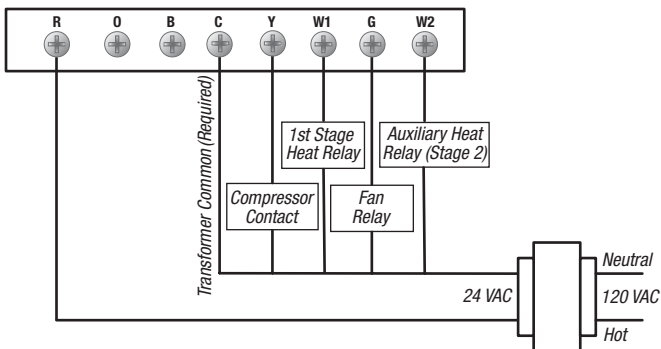 R O B C Y W1 G W2
Transformer Common (Required)
1st Stage
Heat Relay
Auxiliary Heat
Relay (Stage 2)
Compressor
Contact
Fan
Relay
Neutral
24 VAC
120 VAC
Hot